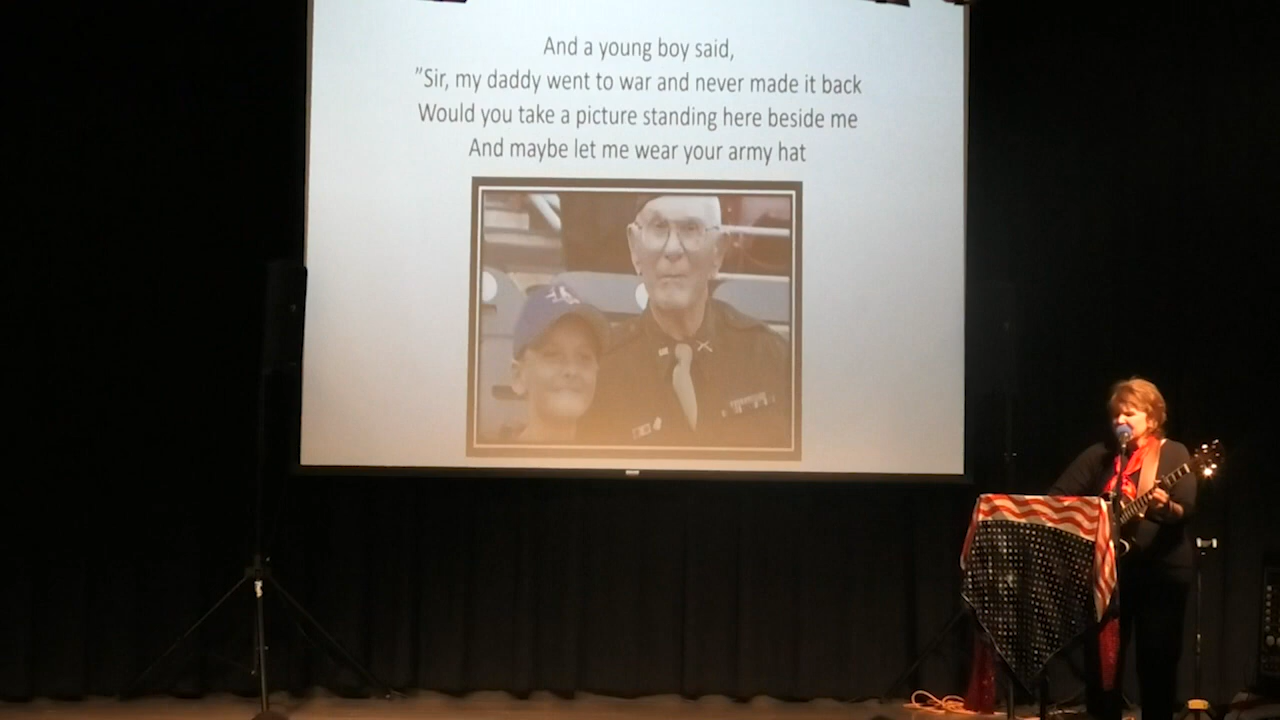 And a young boy said,
”Sir, my daddy went to war and never made it back
Would you take a picture standing here beside me
And maybe let me wear your army hat